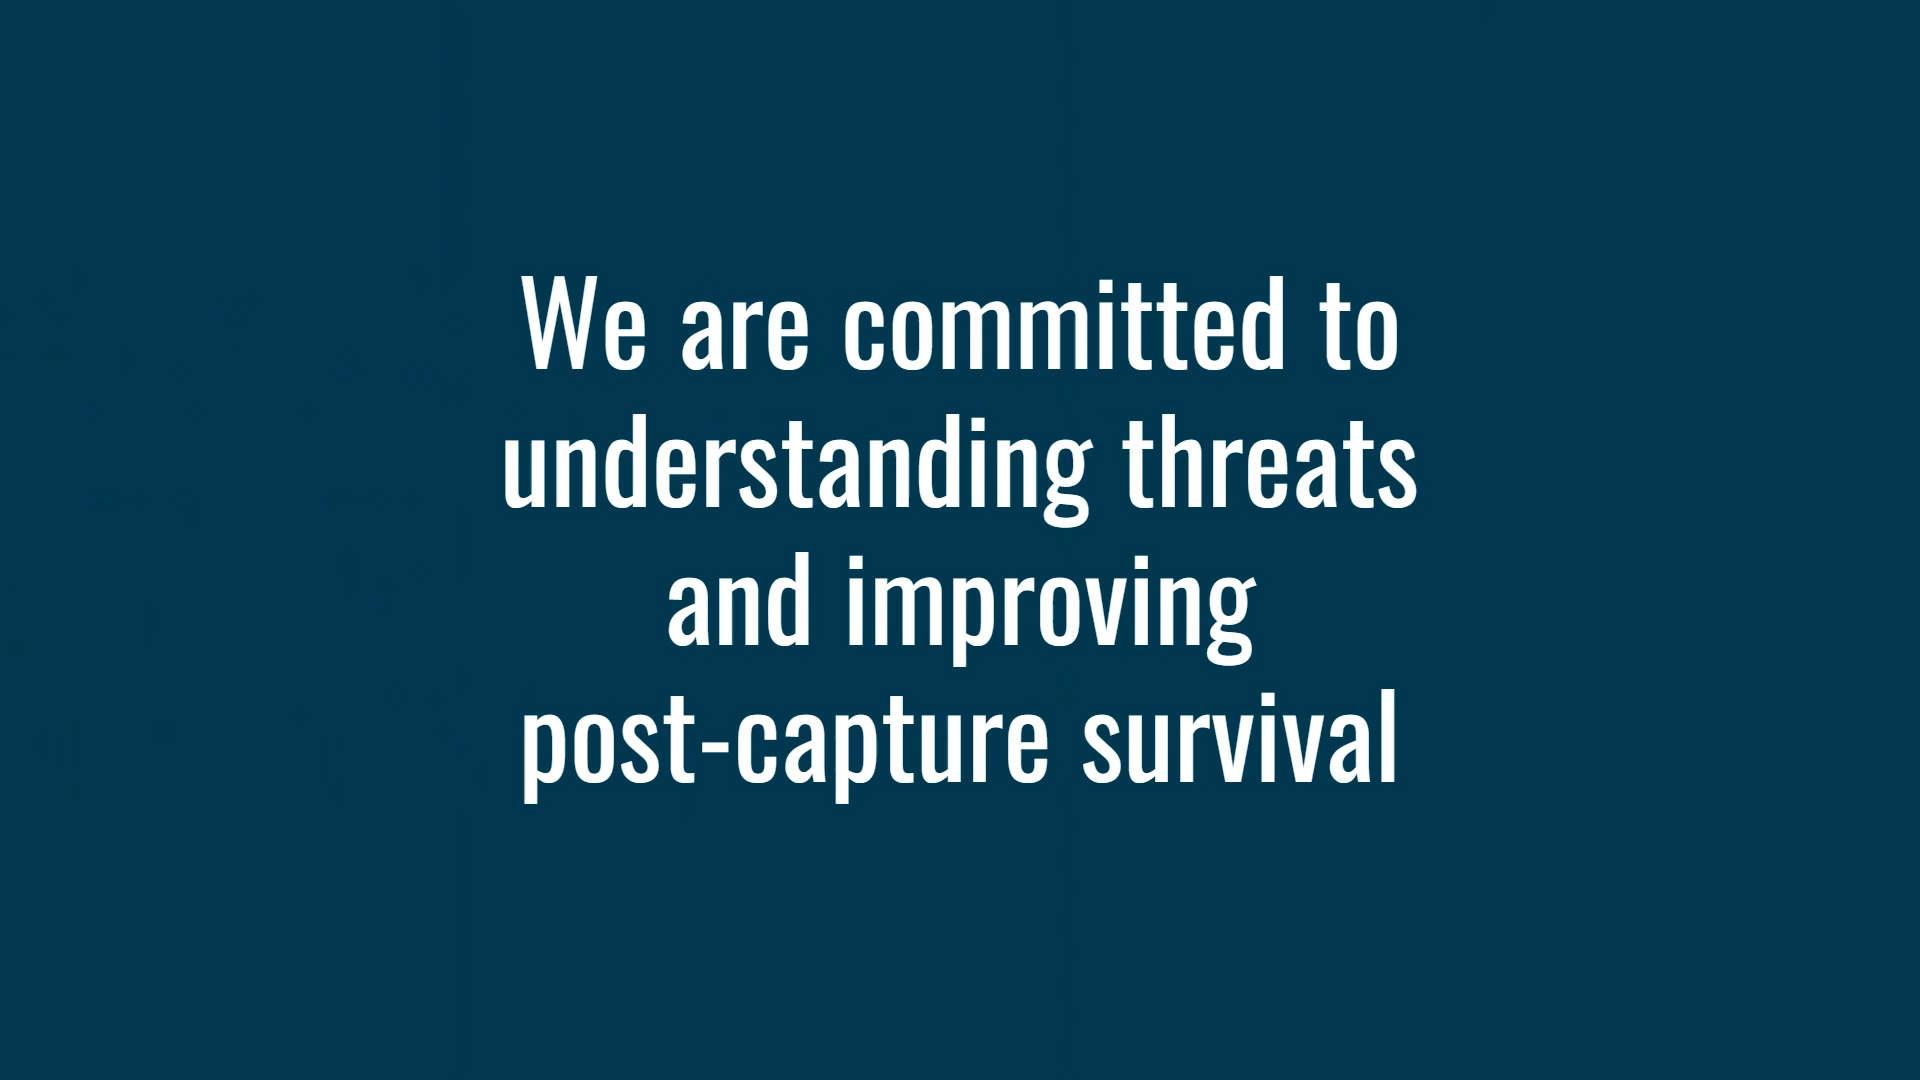 We are committed to
understanding threats
and improving
post-capture survival